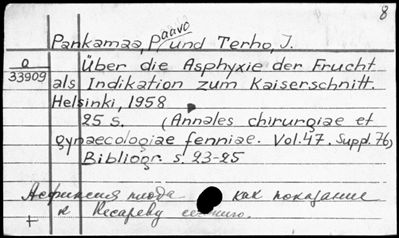 8
Pankamaa, Paavo und Terho, J.
O
33909
Über die Asphyxie der Frucht
als Indikation zum Kaiserschnitt.
Helsinki, 1958
25 S. (Annales chirurgiae et
gynaecologiae fenniae. Vol.47. Suppl.76)
Bibliogr. s. 23-25
Асфиксия плода как показание
к Кесареву сечению.
+